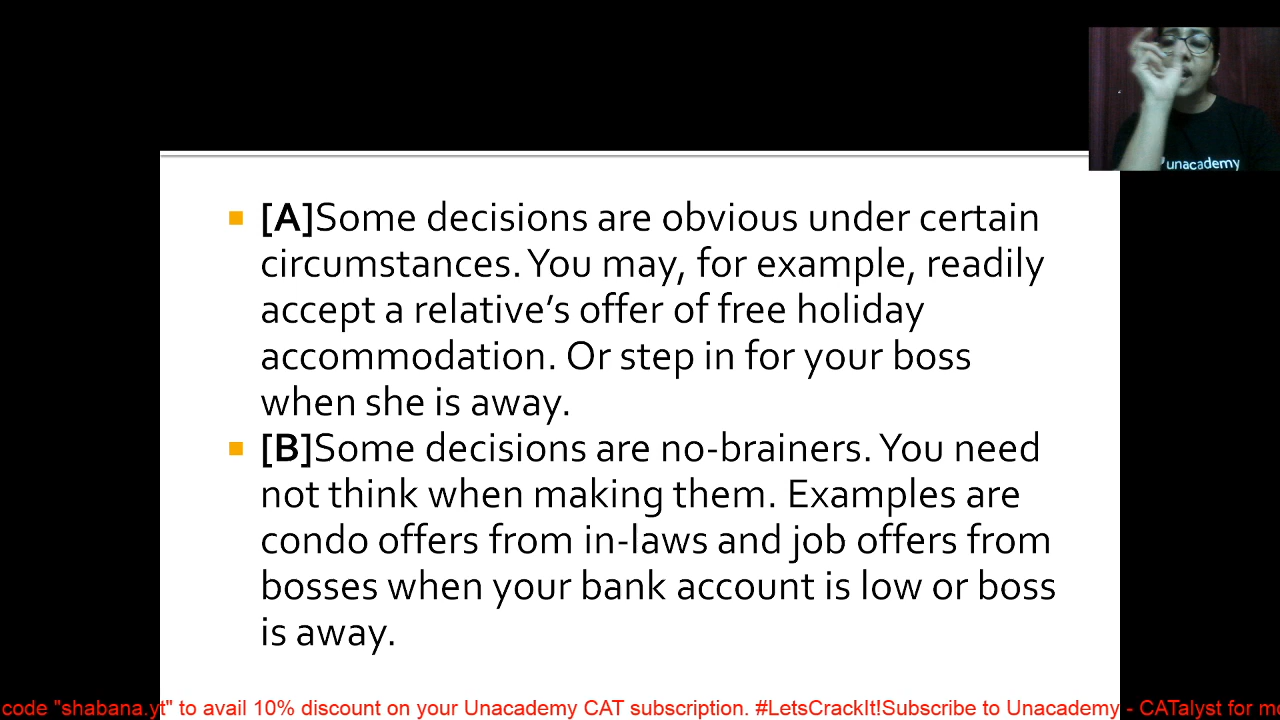 unacademy
[A]Some decisions are obvious under certain
circumstances. You may, for example, readily
accept a relative's offer of free holiday
accommodation. Or step in for your boss
when she is away.
[B]Some decisions are no-brainers. You need
not think when making them. Examples are
condo offers from in-laws and job offers from
bosses when your bank account is low or boss
is away.
code "shabana.yt" to avail 10% discount on your Unacademy CAT subscription. #LetsCrackIt!Subscribe to Unacademy - CATalyst for